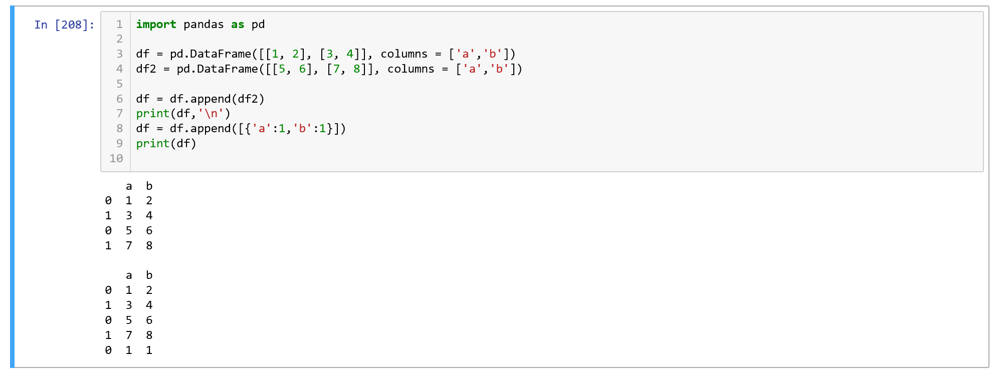 In [208]:
1 import pandas as pd
2
3 df = pd.DataFrame([[1, 2], [3, 4]], columns = ['a','b'])
4 df2 = pd.DataFrame([[5, 6], [7, 8]], columns = ['a','b'])
5
6 df = df.append(df2)
7 print(df,'\n')
8 df = df.append([{'a':1,'b':1}])
9 print(df)
10
   a  b
0  1  2
1  3  4
0  5  6
1  7  8

   a  b
0  1  2
1  3  4
0  5  6
1  7  8
0  1  1